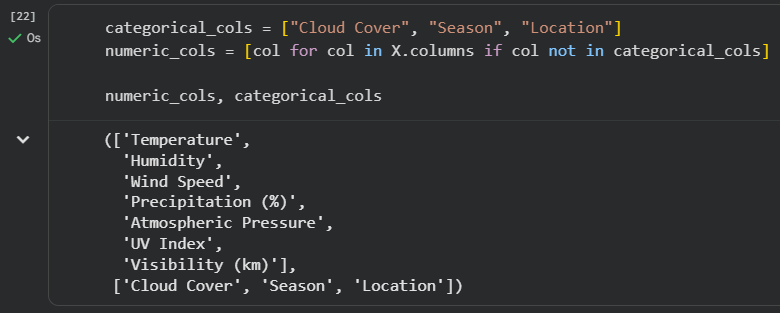 [22]
0s
categorical_cols = ["Cloud Cover", "Season", "Location"]
numeric_cols = [col for col in X.columns if col not in categorical_cols]
numeric_cols, categorical_cols
(['Temperature',
'Humidity',
'Wind Speed',
'Precipitation (%)',
'Atmospheric Pressure',
'UV Index',
'Visibility (km)'],
['Cloud Cover', 'Season', 'Location'])